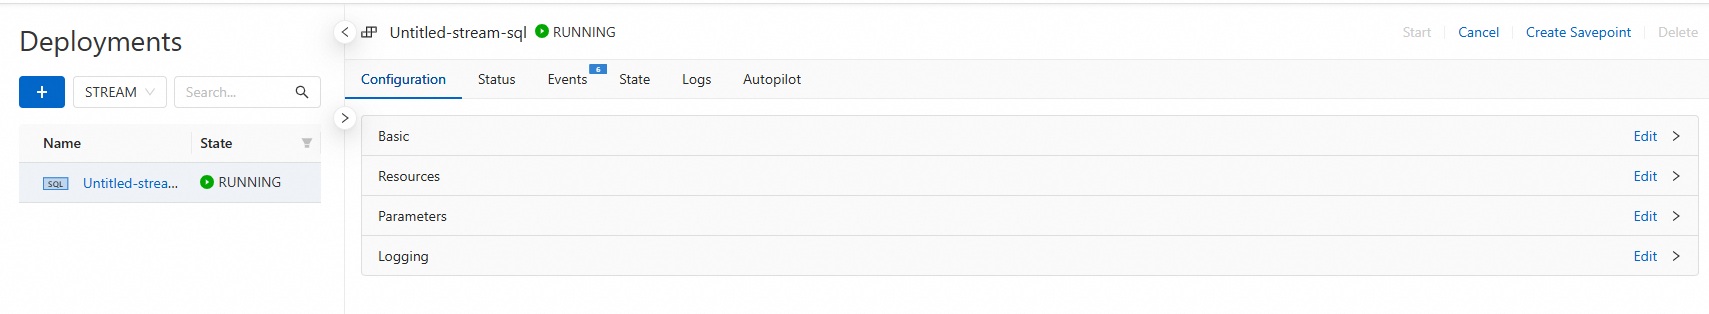 Deployments
STREAM
Search...
Name
State
SQL
Untitled-strea...
RUNNING
Untitled-stream-sql
RUNNING
Start
Cancel
Create Savepoint
Delete
Configuration
Status
Events
6
State
Logs
Autopilot
Basic
Edit
Resources
Edit
Parameters
Edit
Logging
Edit